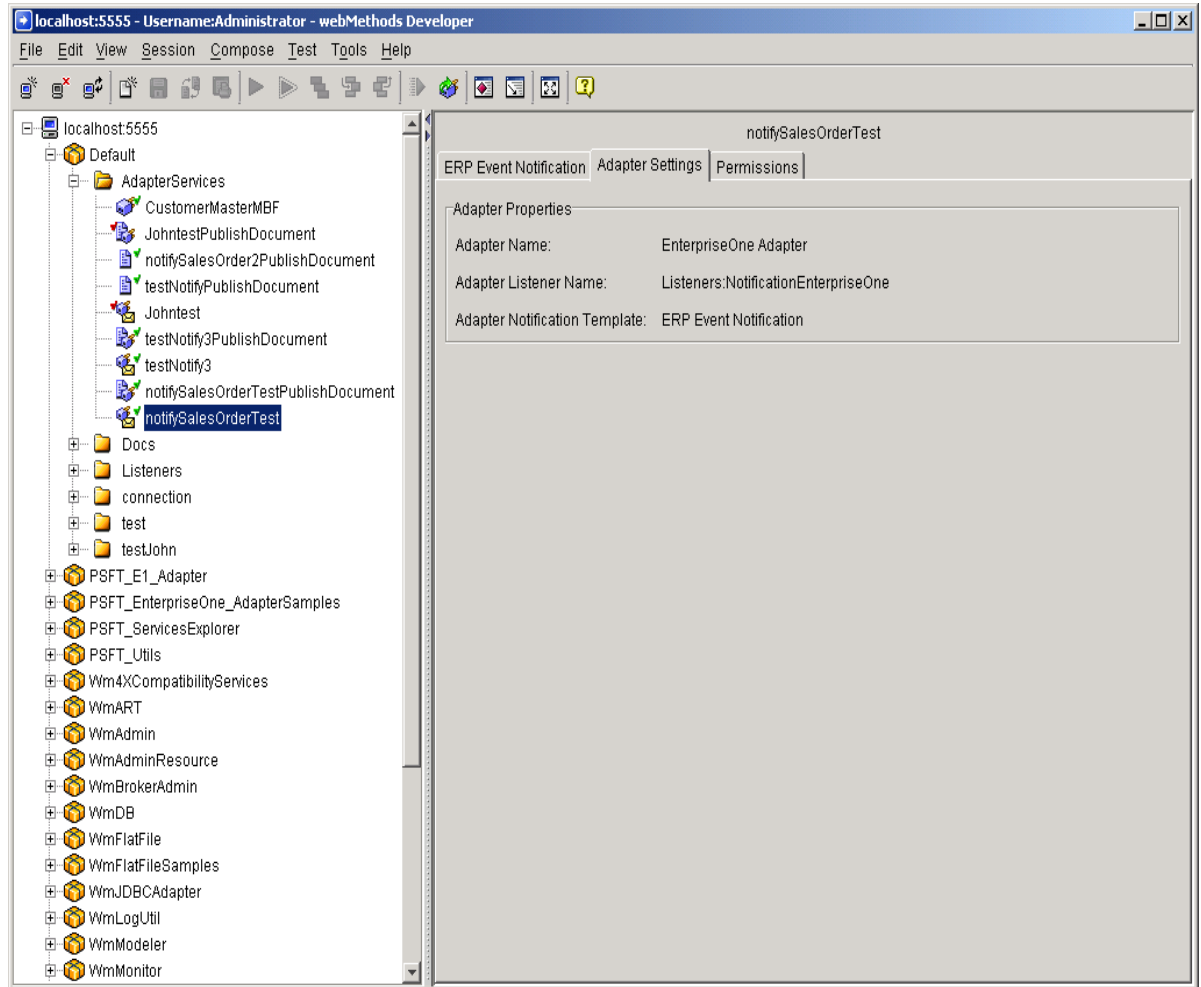 localhost:5555 - Username:Administrator - webMethods Developer
File Edit View Session Compose Test Tools Help
localhost:5555
Default
AdapterServices
CustomerMasterMBF
JohntestPublishDocument
notifySalesOrder2PublishDocument
testNotifyPublishDocument
Johntest
testNotify3PublishDocument
testNotify3
notifySalesOrderTestPublishDocument
notifySalesOrderTest
Docs
Listeners
connection
test
testJohn
PSFT_E1_Adapter
PSFT_EnterpriseOne_AdapterSamples
PSFT_ServicesExplorer
PSFT_Utils
Wm4XCompatibilityServices
WmART
WmAdmin
WmAdminResource
WmBrokerAdmin
WmDB
WmFlatFile
WmFlatFileSamples
WmJDBCAdapter
WmLogUtil
WmModeler
WmMonitor
notifySalesOrderTest
ERP Event Notification Adapter Settings Permissions
Adapter Properties
Adapter Name: EnterpriseOne Adapter
Adapter Listener Name: Listeners:NotificationEnterpriseOne
Adapter Notification Template: ERP Event Notification